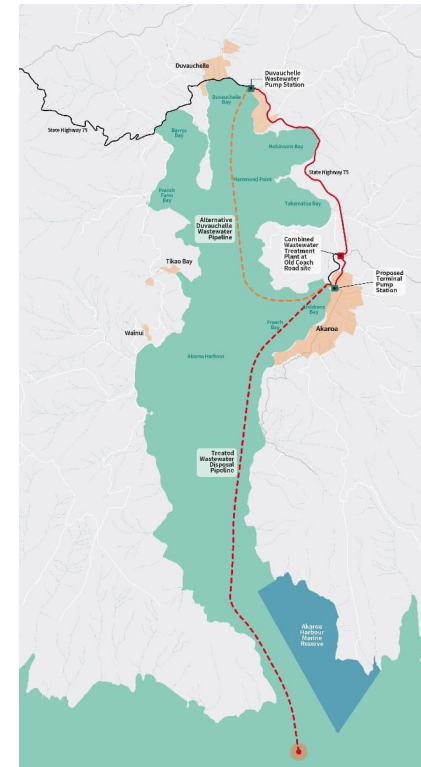 Duvauchelle
Duvauchelle
Wastewater
Pump Station
Duvauchelle
Bay
State Highway 75
Barrys
Bay
Robinsons Bay
State Highway 75
Hammond Point
French
Farm
Bay
Takamatua Bay
Alternative
Duvauchelle
Wastewater
Pipeline
Combined
Wastewater
Treatment
Plant at
Old Coach
Road site
Tikao Bay
Proposed
Terminal
Pump
Station
Childrens
Bay
Wainui
French
Bay
Akaroa
Akaroa Harbour
Treated
Wastewater
Disposal
Pipeline
Akaroa
Harbour
Marine
Reserve